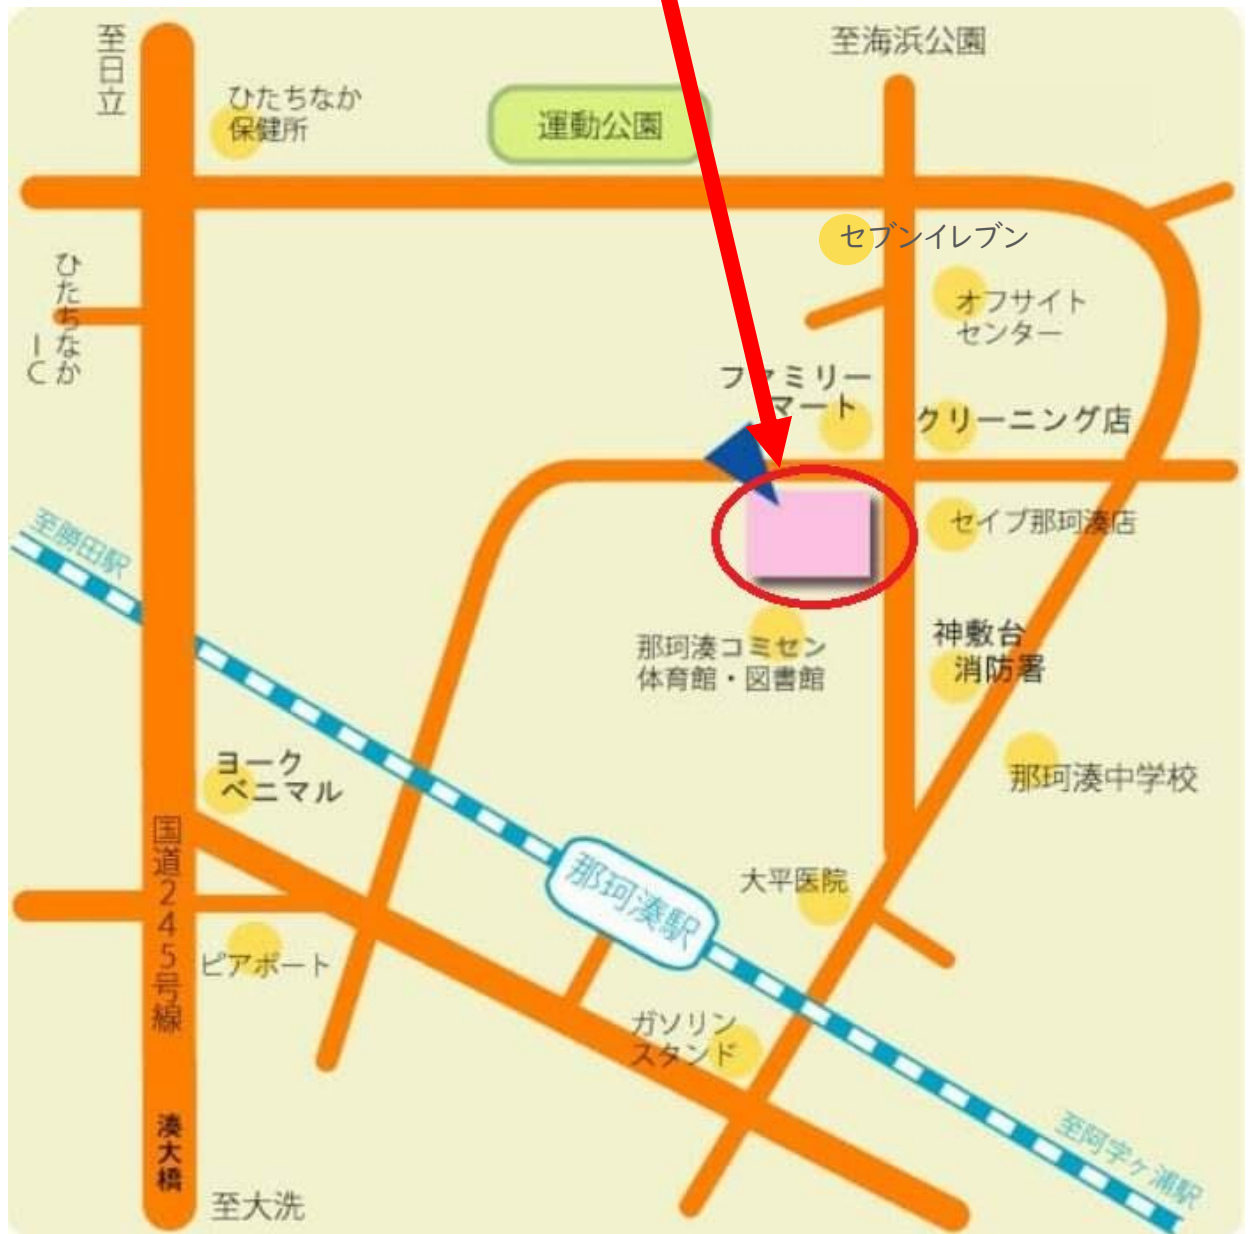 至日立
至海浜公園
ひたちなか
保健所
運動公園
セブンイレブン
ひたちなか
IC
オフサイト
センター
ファミリー
マート
クリーニング店
至勝田駅
セイブ那珂湊店
那珂湊コミセン
体育館・図書館
神敷台
消防署
ヨーク
ベニマル
那珂湊中学校
国道245号線
那珂湊駅
大平医院
ピアポート
ガソリン
スタンド
湊大橋
至阿字ヶ浦駅
至大洗